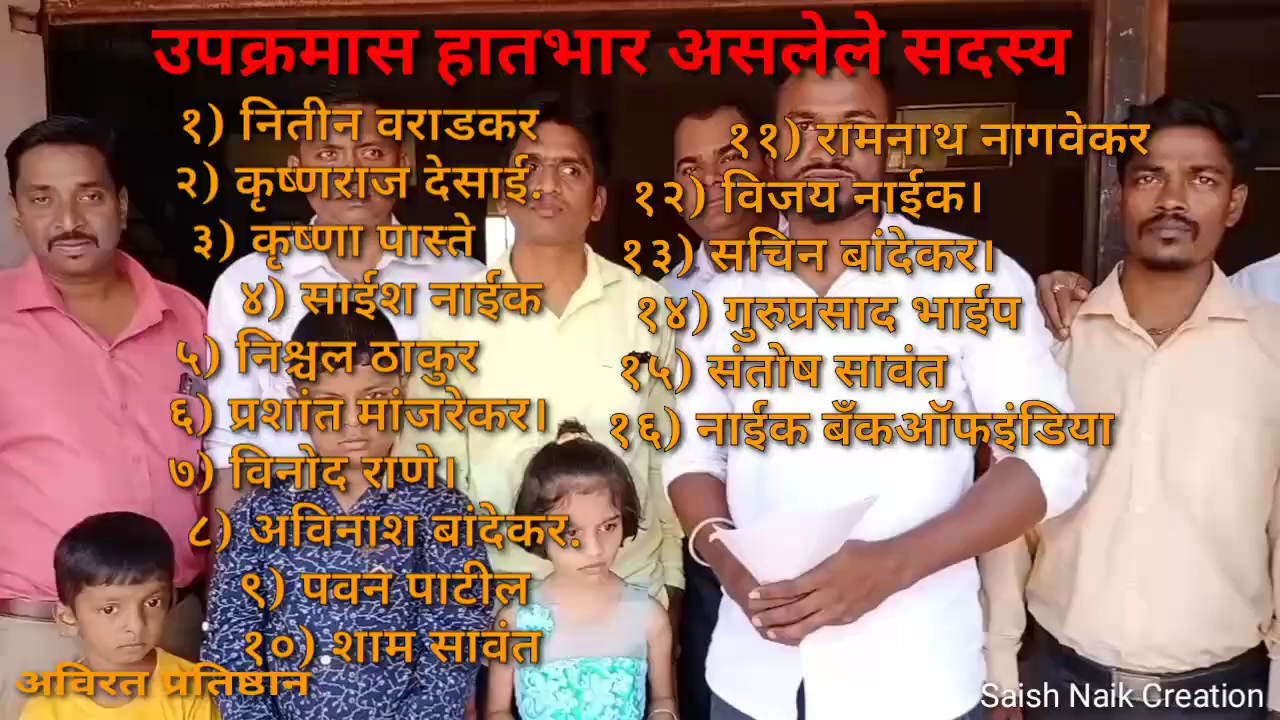 उपक्रमास हातभार असलेले सदस्य
१) नितीन वराडकर
२) कृष्णराज देसाई.
३) कृष्णा पास्ते
४) साईश नाईक
५) निश्चल ठाकुर
६) प्रशांत मांजरेकर।
७) विनोद राणे।
८) अविनाश बांदेकर.
९) पवन पाटील
१०) शाम सावंत
११) रामनाथ नागवेकर
१२) विजय नाईक।
१३) सचिन बांदेकर।
१४) गुरुप्रसाद भाईप
१५) संतोष सावंत
१६) नाईक बँकऑफइंडिया
अविरत प्रतिष्ठान
Saish Naik Creation